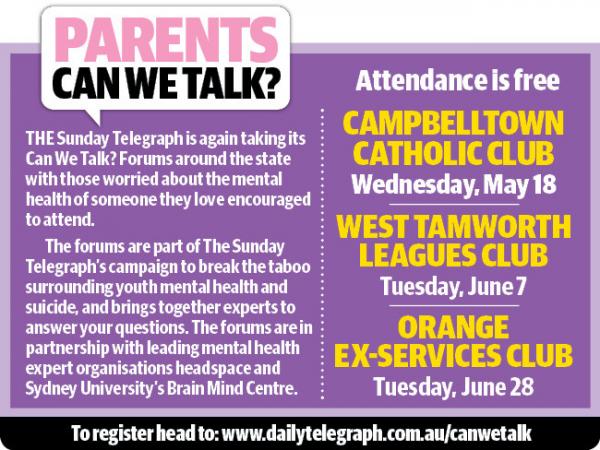 PARENTS
CAN WE TALK?
THE Sunday Telegraph is again taking its
Can We Talk? Forums around the state
with those worried about the mental
health of someone they love encouraged
to attend.
The forums are part of The Sunday
Telegraph's campaign to break the taboo
surrounding youth mental health and
suicide, and brings together experts to
answer your questions. The forums are in
partnership with leading mental health
expert organisations headspace and
Sydney University's Brain Mind Centre.
Attendance is free
CAMPBELLTOWN
CATHOLIC CLUB
Wednesday, May 18
WEST TAMWORTH
LEAGUES CLUB
Tuesday, June 7
ORANGE
EX-SERVICES CLUB
Tuesday, June 28
To register head to: www.dailytelegraph.com.au/canwetalk